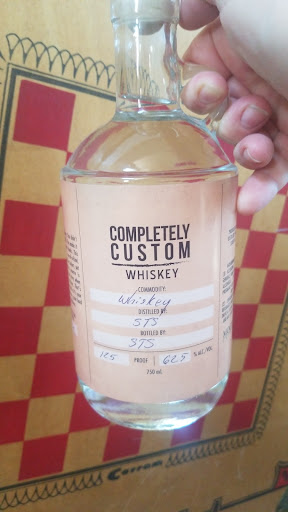 COMPLETELY
CUSTOM
WHISKEY
COMMODITY:
Whiskey
DISTILLED BY:
STS
BOTTLED BY:
STS
125 PROOF | 62.5 % ALC./VOL.
750 ml
Carrom